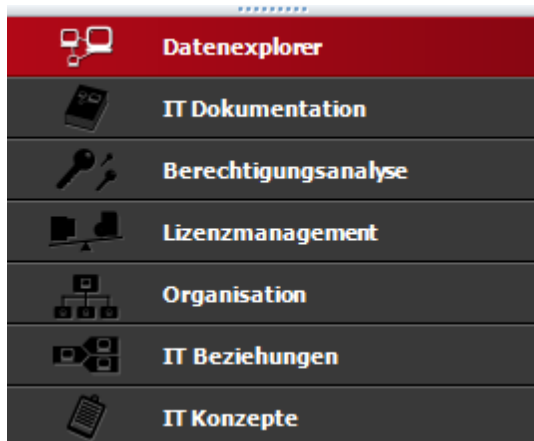 Datenexplorer
IT Dokumentation
Berechtigungsanalyse
Lizenzmanagement
Organisation
IT Beziehungen
IT Konzepte